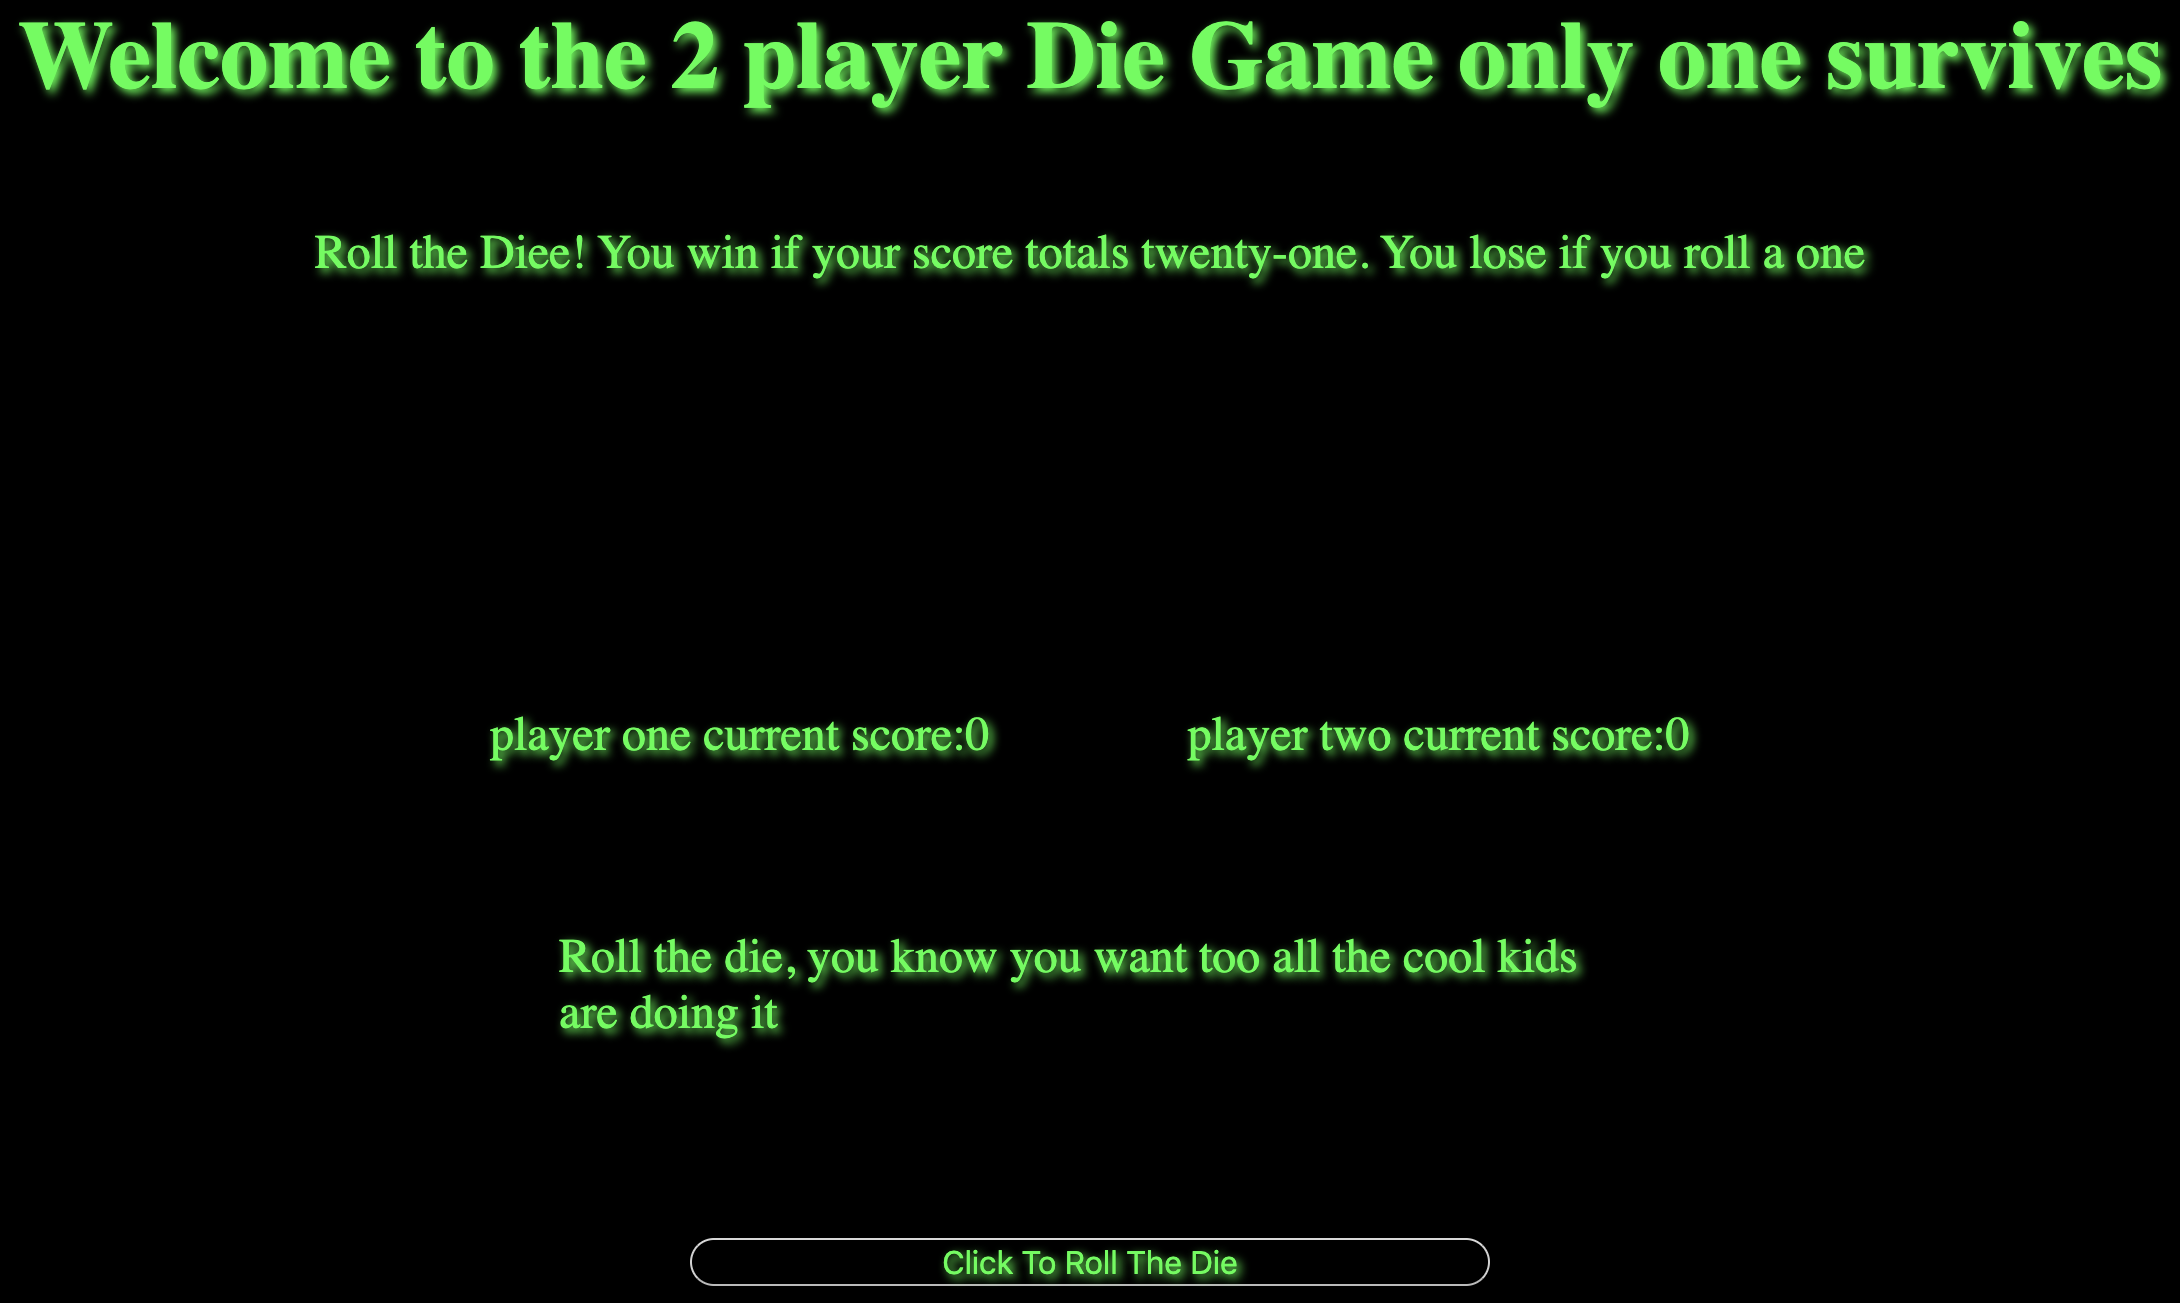 Welcome to the 2 player Die Game only one survives
Roll the Diee! You win if your score totals twenty-one. You lose if you roll a one
player one current score:0
player two current score:0
Roll the die, you know you want too all the cool kids
are doing it
Click To Roll The Die